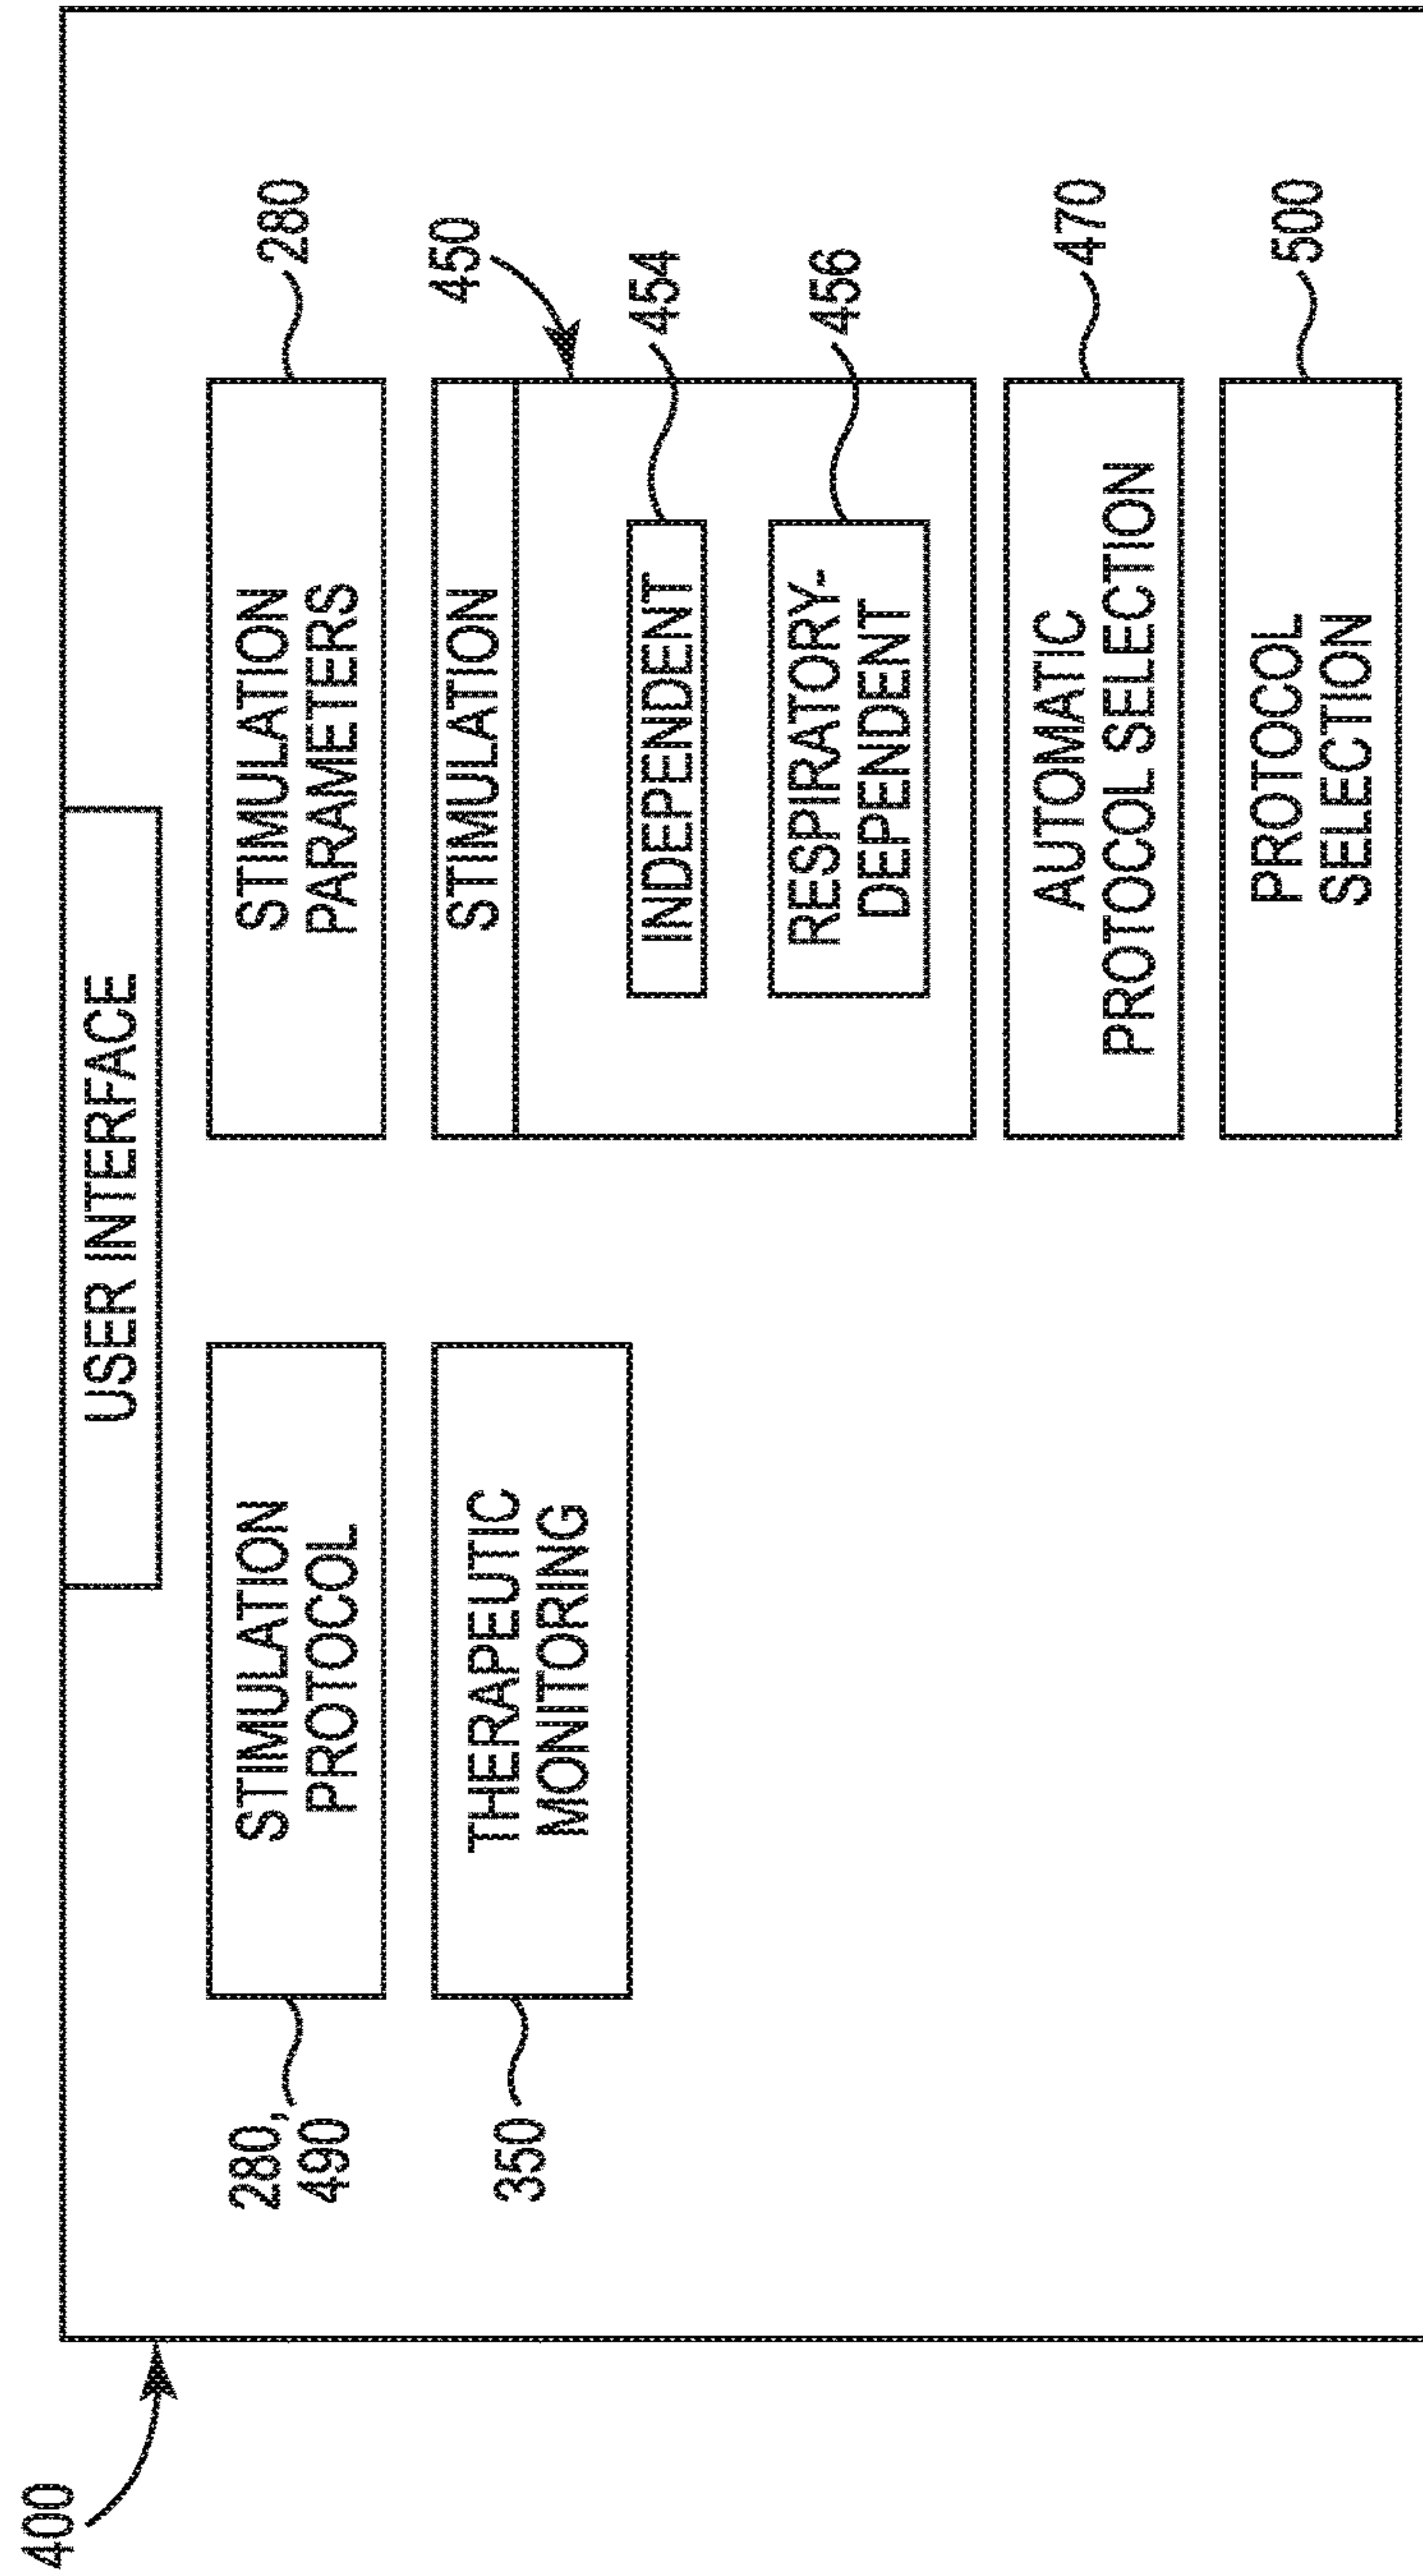 400
USER INTERFACE
280,
490
STIMULATION
PROTOCOL
350
THERAPEUTIC
MONITORING
STIMULATION
PARAMETERS
280
STIMULATION
450
INDEPENDENT
454
RESPIRATORY-
DEPENDENT
456
AUTOMATIC
PROTOCOL SELECTION
470
PROTOCOL
SELECTION
500